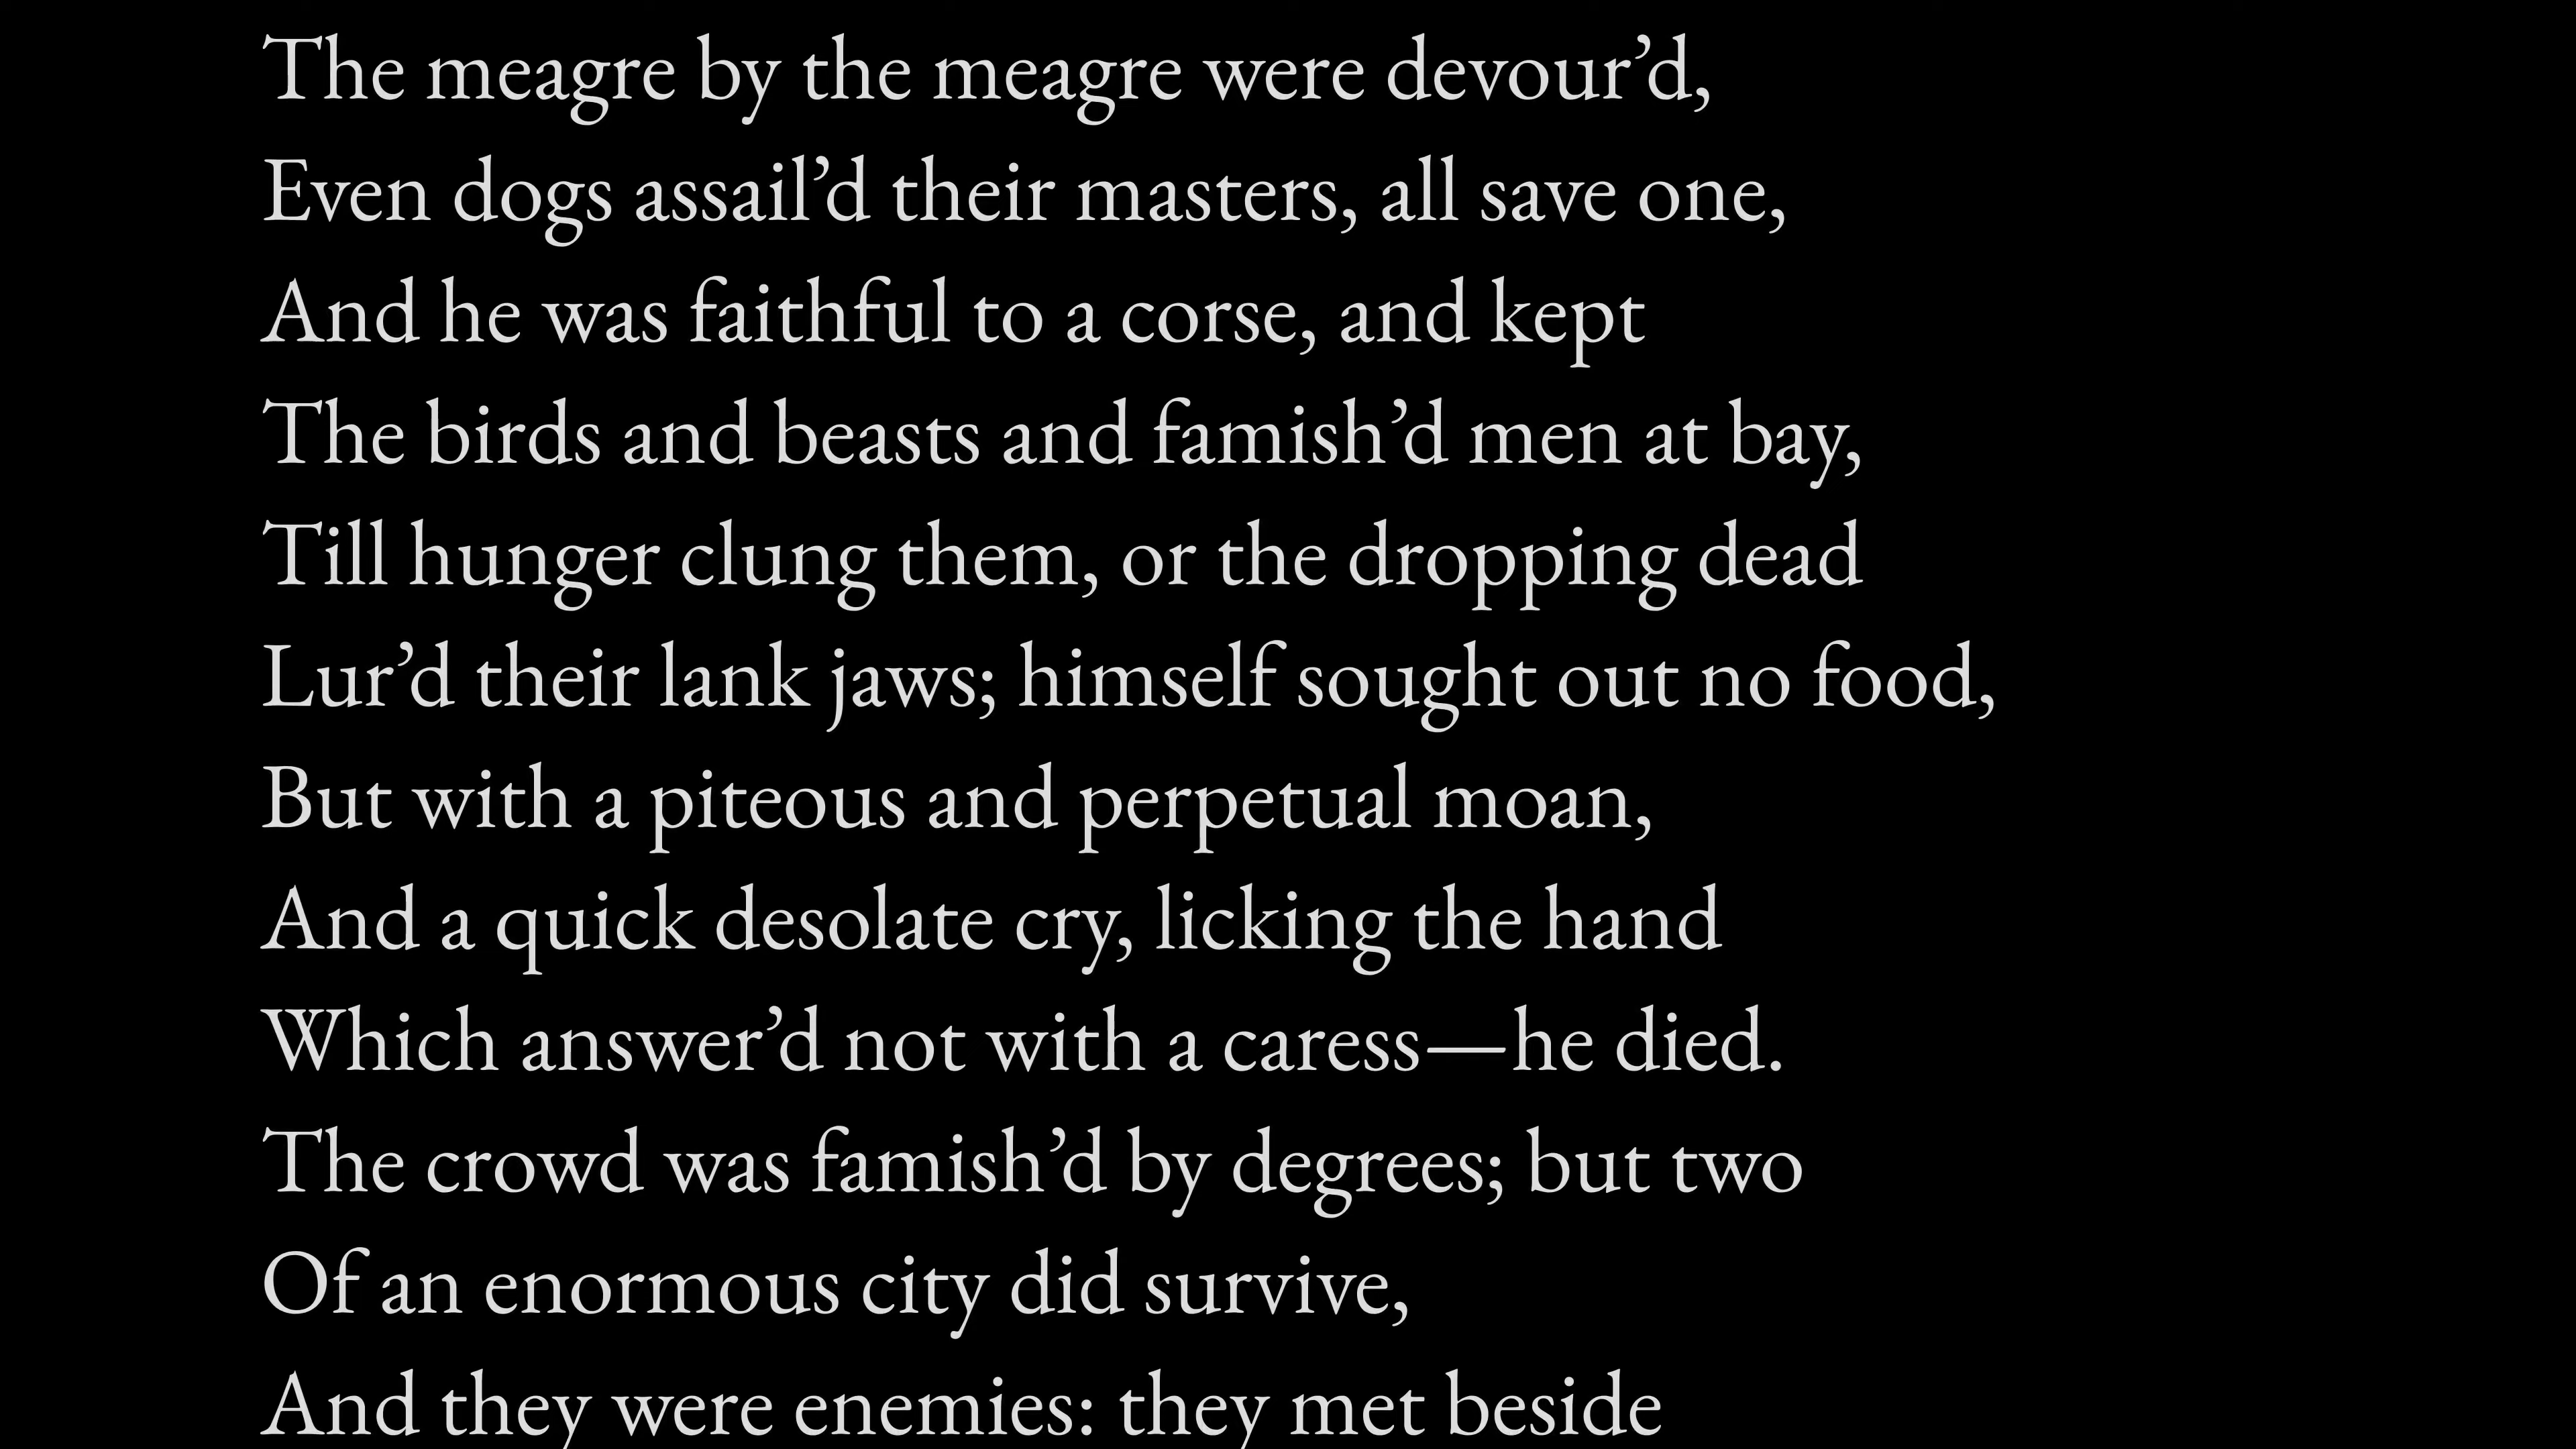 The meagre by the meagre were devour’d,
Even dogs assail’d their masters, all save one,
And he was faithful to a corse, and kept
The birds and beasts and famish’d men at bay,
Till hunger clung them, or the dropping dead
Lur’d their lank jaws; himself sought out no food,
But with a piteous and perpetual moan,
And a quick desolate cry, licking the hand
Which answer’d not with a caress—he died.
The crowd was famish’d by degrees; but two
Of an enormous city did survive,
And they were enemies: they met beside